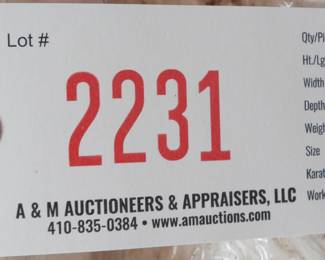 Lot #
2231
A & M AUCTIONEERS & APPRAISERS, LLC
410-835-0384 • www.amauctions.com
Qty/Pi
Ht./Lg
Width
Depth
Weigh
Size
Karat
Work